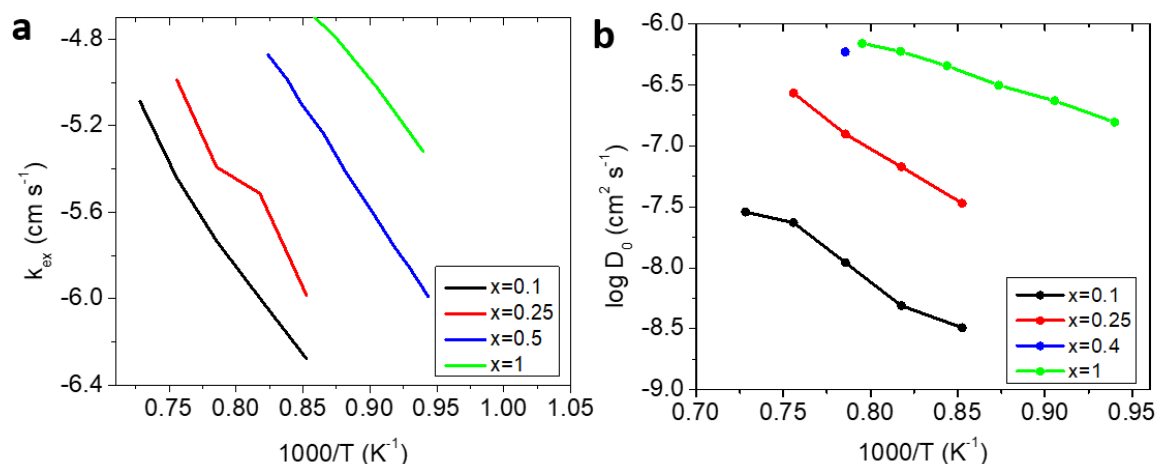 a
-4.8
-5.2
-5.6
-6.0
-6.4
k_ex (cm s⁻¹)
0.75 0.80 0.85 0.90 0.95 1.00 1.05
1000/T (K⁻¹)
x=0.1
x=0.25
x=0.5
x=1
b
-6.0
-6.5
-7.0
-7.5
-8.0
-8.5
-9.0
log D₀ (cm² s⁻¹)
0.70 0.75 0.80 0.85 0.90 0.95
1000/T (K⁻¹)
x=0.1
x=0.25
x=0.4
x=1